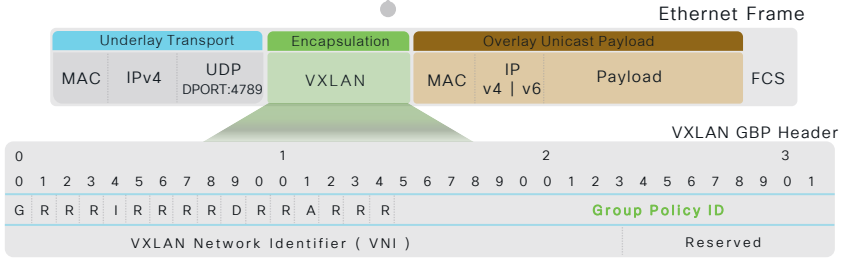 Ethernet Frame
Underlay Transport Encapsulation Overlay Unicast Payload
MAC IPv4 UDP DPORT:4789 VXLAN MAC IP v4 | v6 Payload FCS
VXLAN GBP Header
0 1 2 3
0 1 2 3 4 5 6 7 8 9 0 0 1 2 3 4 5 6 7 8 9 0 0 1 2 3 4 5 6 7 8 9 0 1
G R R R I R R R R D R R A R R R Group Policy ID
VXLAN Network Identifier ( VNI ) Reserved